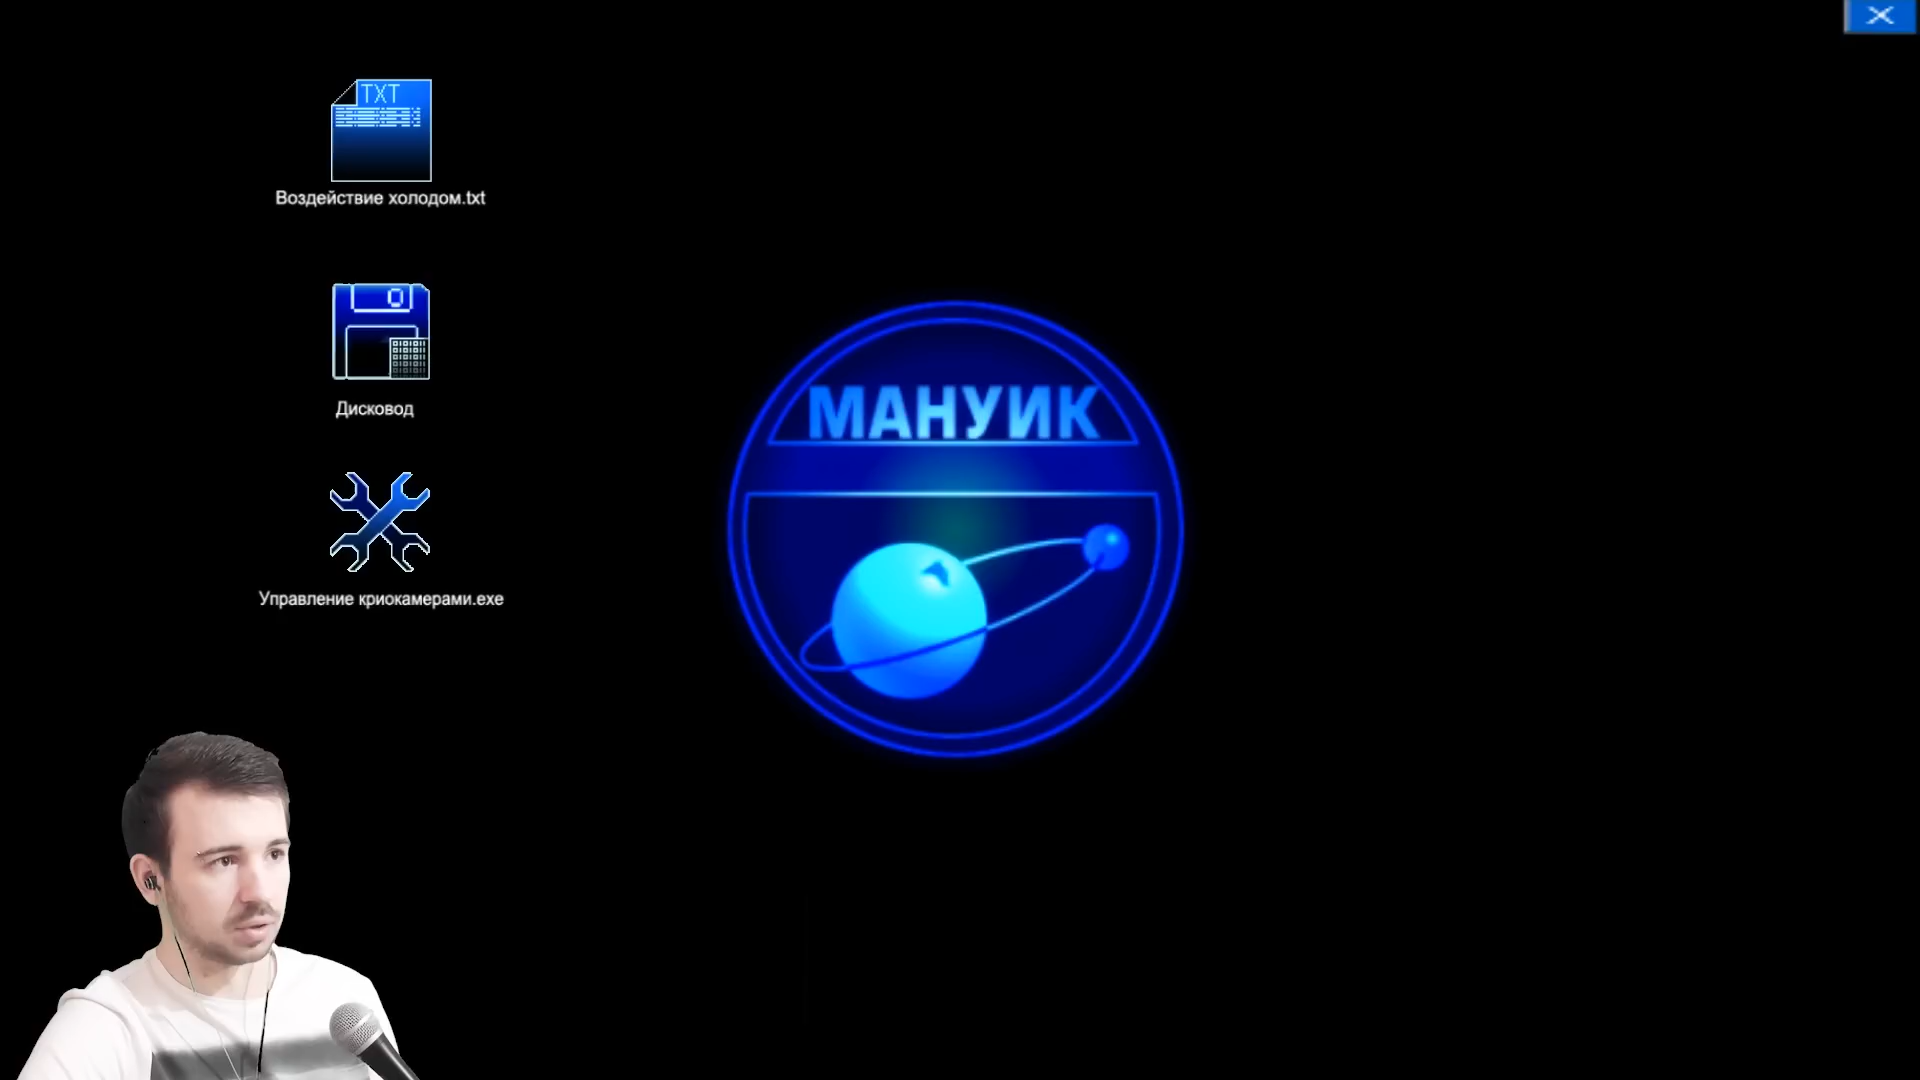 TXT
Воздействие холодом.txt
Дисковод
Управление криокамерами.exe
МАНУИК